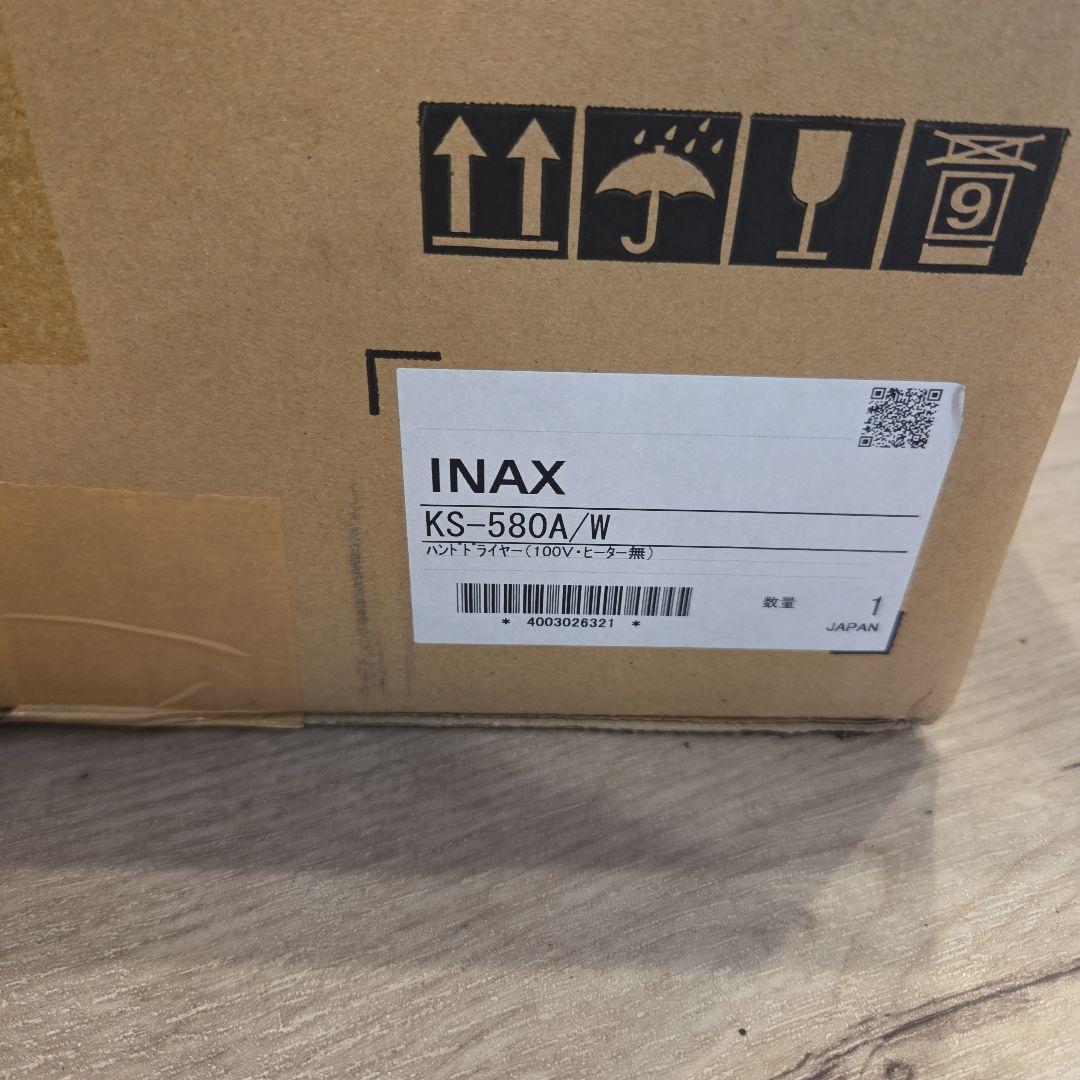 9
INAX
KS-580A/W
ﾊﾝﾄﾞﾄﾞﾗｲﾔｰ(100V・ﾋｰﾀｰ無)
数量 1
* 4003026321 *
JAPAN